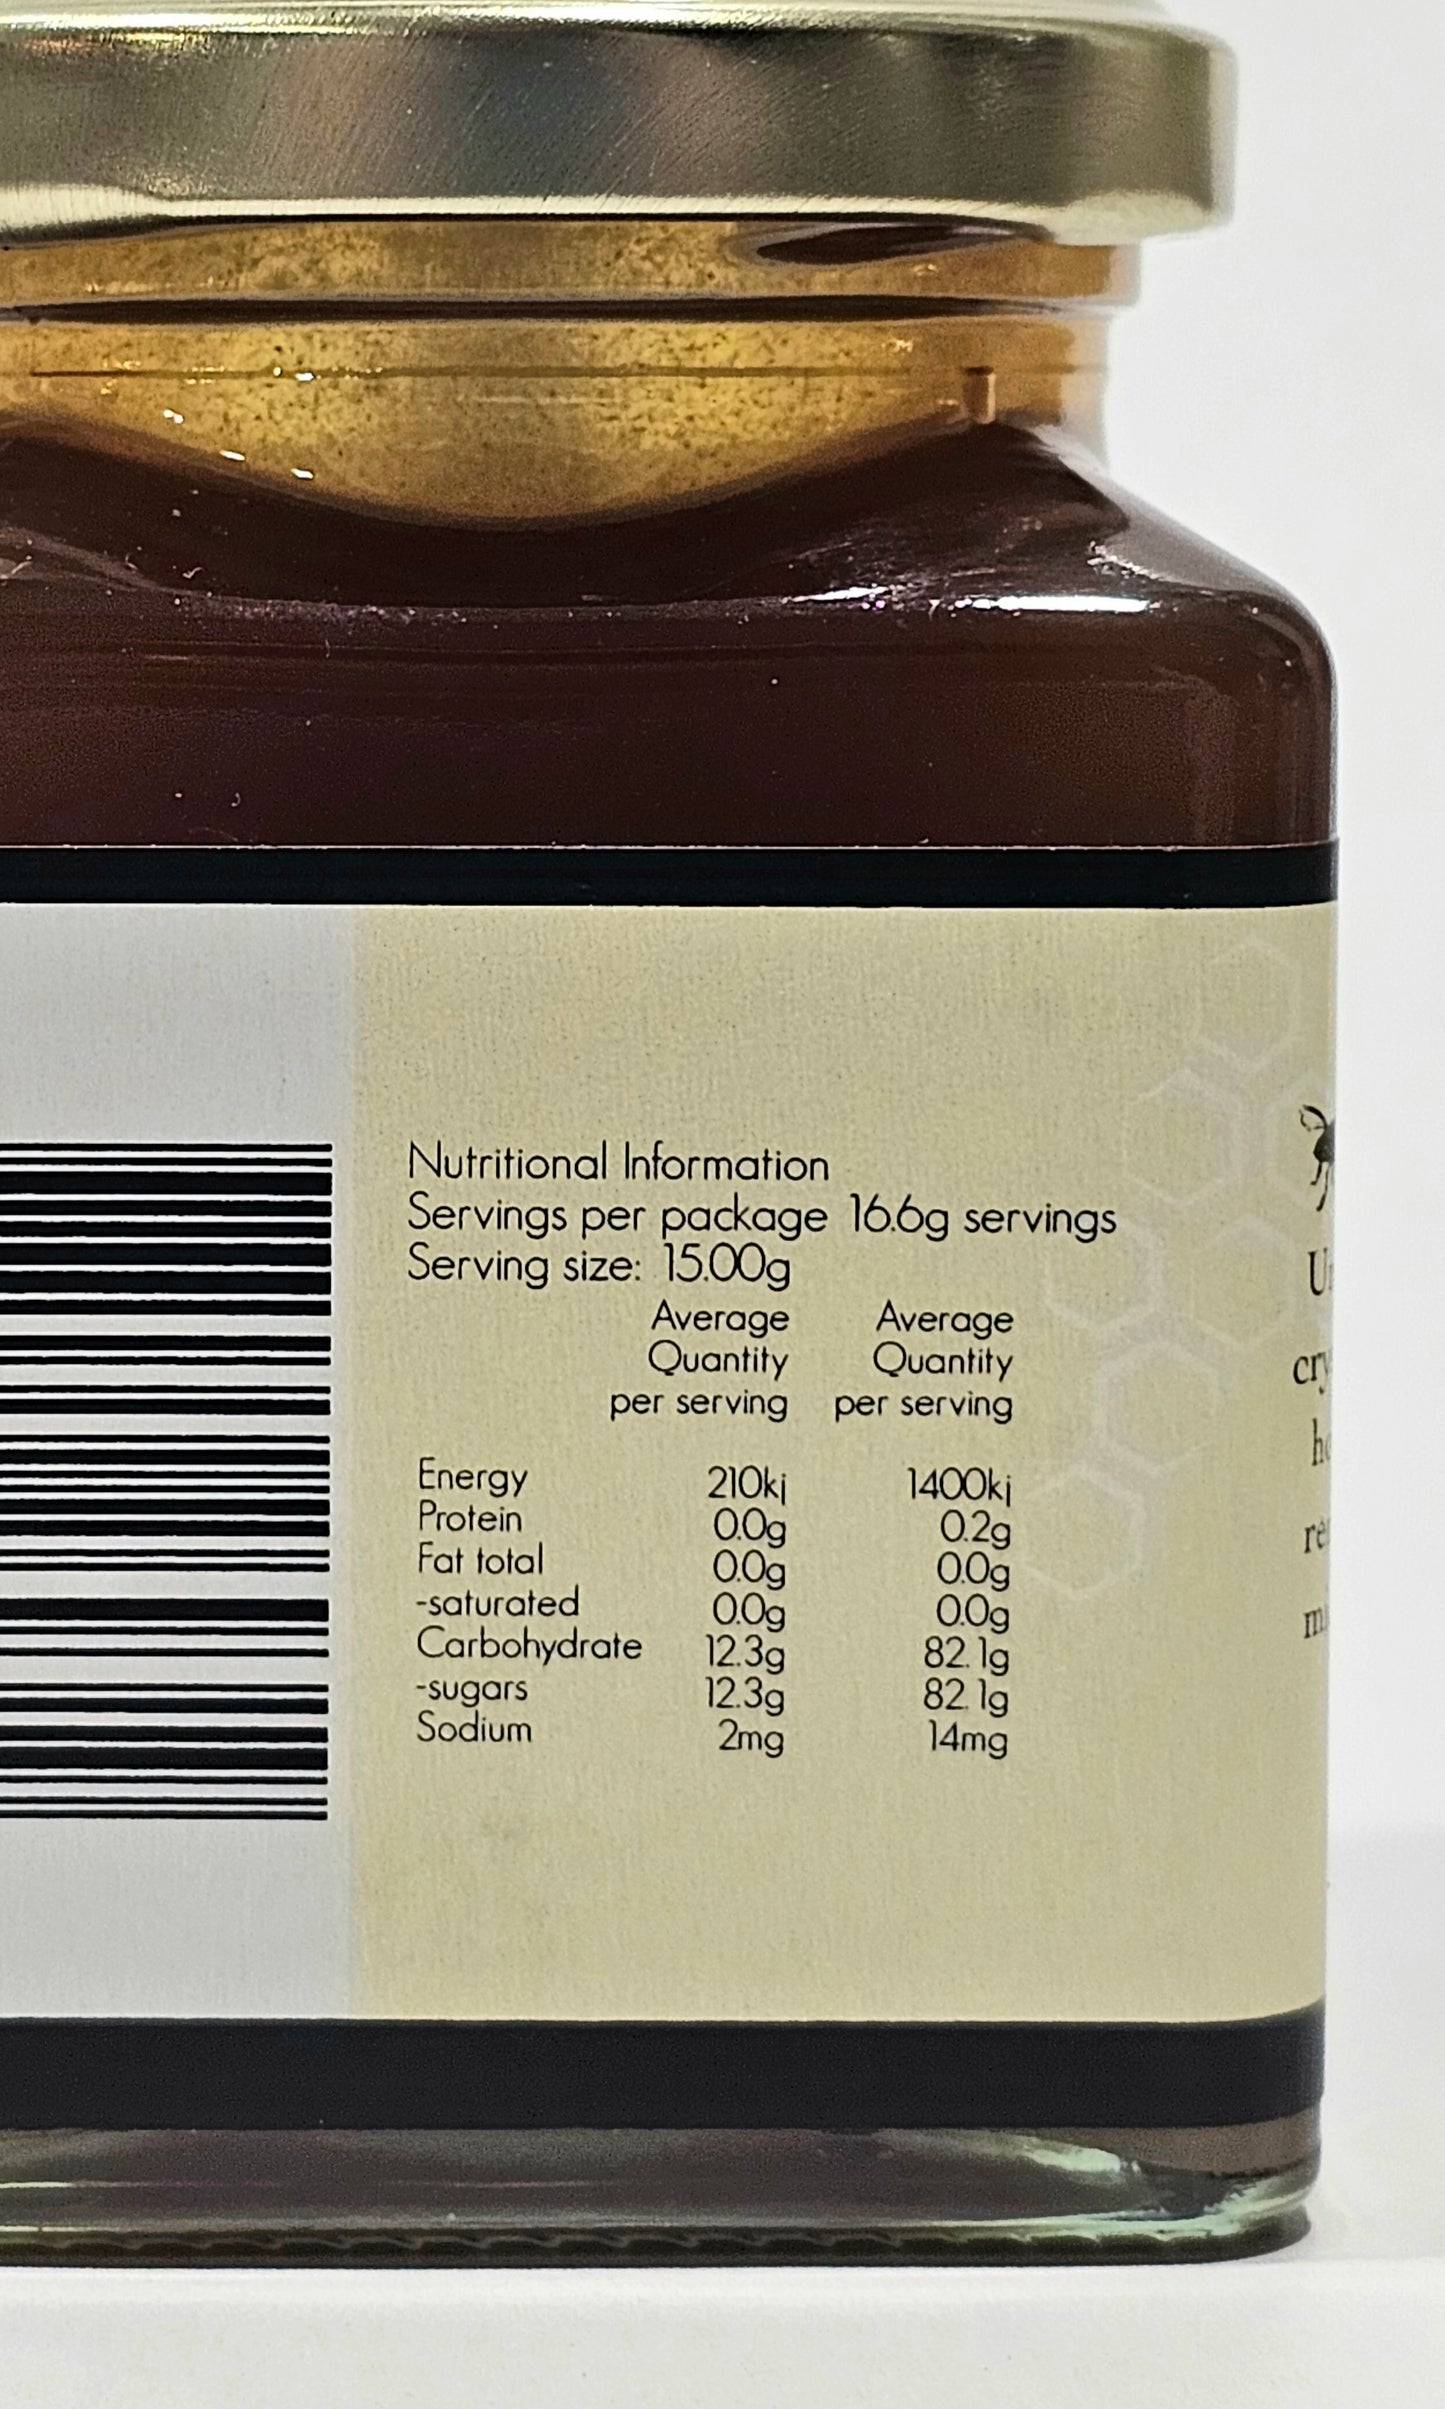 Nutritional Information
Servings per package 16.6g servings
Serving size: 15.00g
Average Average
Quantity Quantity
per serving per serving
Energy 210kj 1400kj
Protein 0.0g 0.2g
Fat total 0.0g 0.0g
-saturated 0.0g 0.0g
Carbohydrate 12.3g 82.1g
-sugars 12.3g 82.1g
Sodium 2mg 14mg